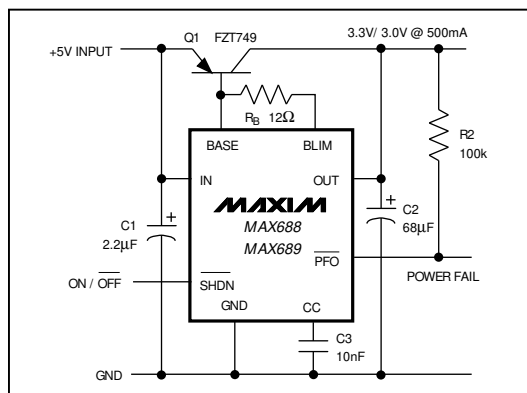 Q1 FZT749 3.3V/ 3.0V @ 500mA
+5V INPUT
R2
100k
RB 12Ω
BASE BLIM
IN OUT
MAXIM
MAX688
MAX689
C1 + C2 +
2.2µF 68µF
PFO
POWER FAIL
ON / OFF SHDN
GND CC
C3
10nF
GND